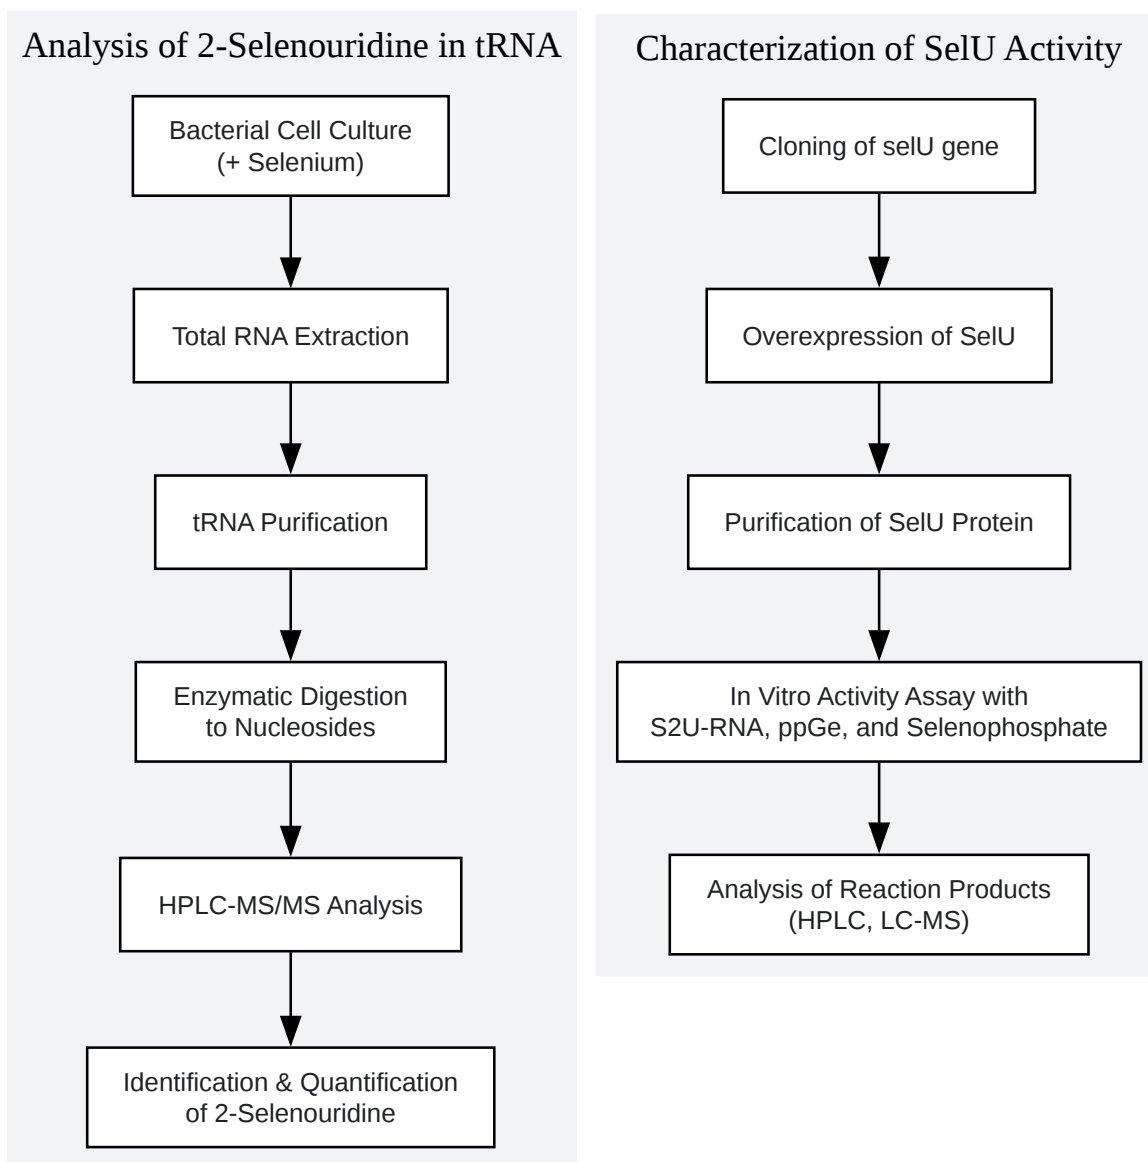 Analysis of 2-Selenouridine in tRNA
Bacterial Cell Culture
(+ Selenium)
Total RNA Extraction
tRNA Purification
Enzymatic Digestion
to Nucleosides
HPLC-MS/MS Analysis
Identification & Quantification
of 2-Selenouridine
Characterization of SelU Activity
Cloning of selU gene
Overexpression of SelU
Purification of SelU Protein
In Vitro Activity Assay with
S2U-RNA, ppGe, and Selenophosphate
Analysis of Reaction Products
(HPLC, LC-MS)